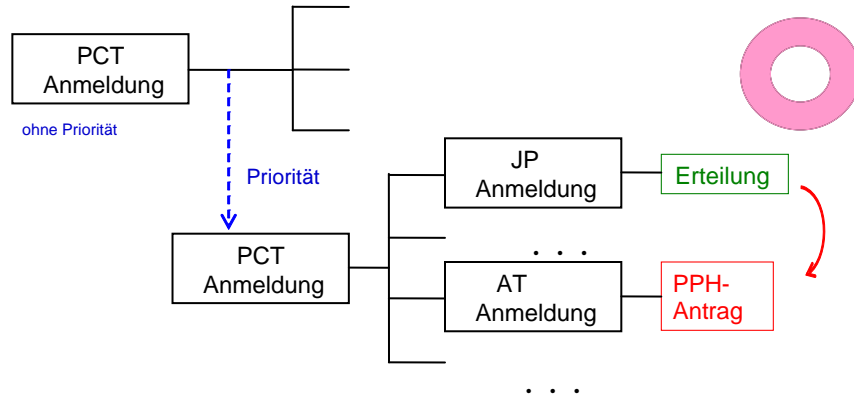 PCT
Anmeldung
ohne Priorität
Priorität
JP
Anmeldung
Erteilung
PCT
Anmeldung
. . .
AT
Anmeldung
PPH-
Antrag
. . .